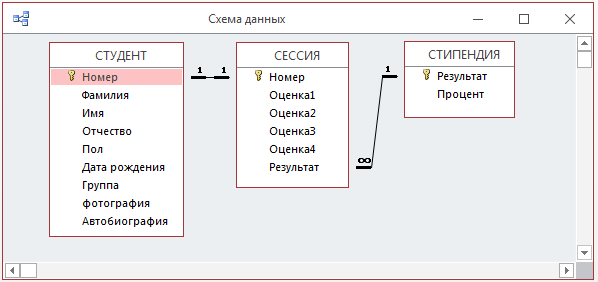 Схема данных
СТУДЕНТ
Номер
Фамилия
Имя
Отчество
Пол
Дата рождения
Группа
фотография
Автобиография
1 1
СЕССИЯ
Номер
Оценка1
Оценка2
Оценка3
Оценка4
Результат
∞ 1
СТИПЕНДИЯ
Результат
Процент